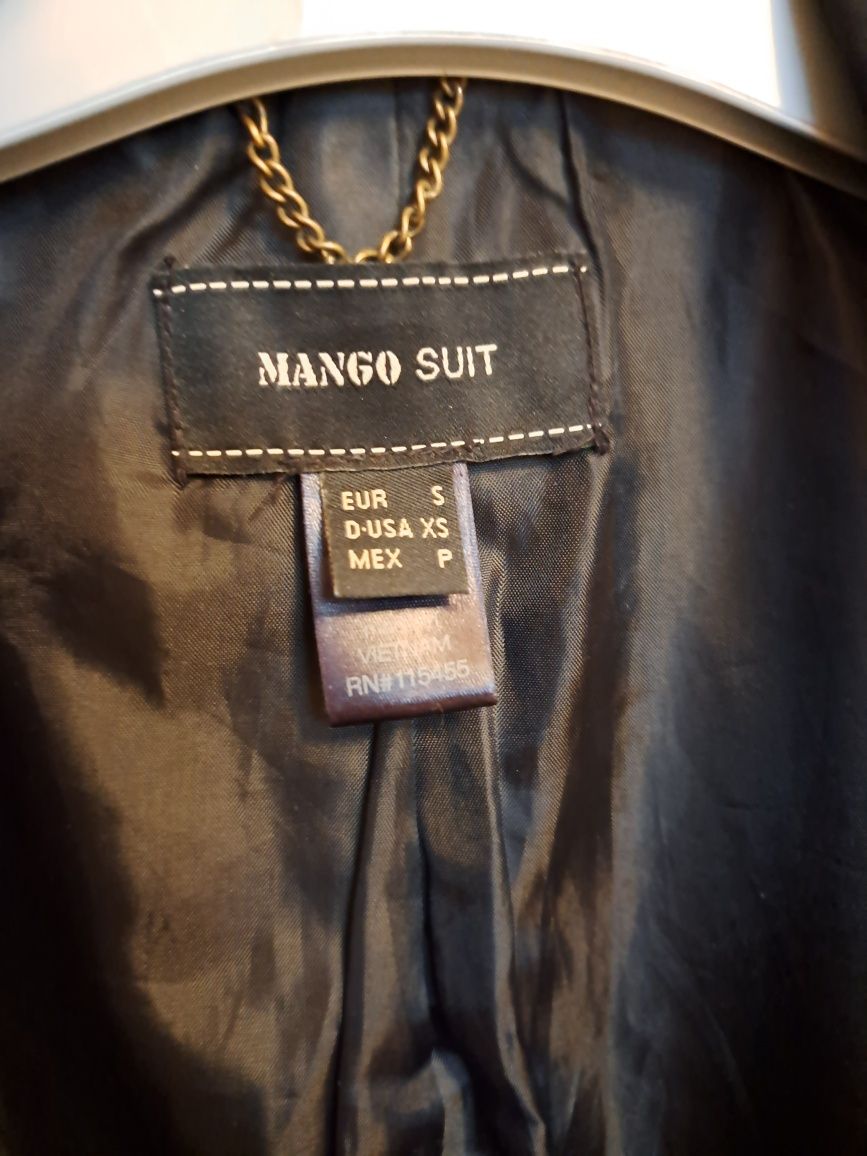 MANGO SUIT
EUR S
D·USA XS
MEX P
VIETNAM
RN#115455